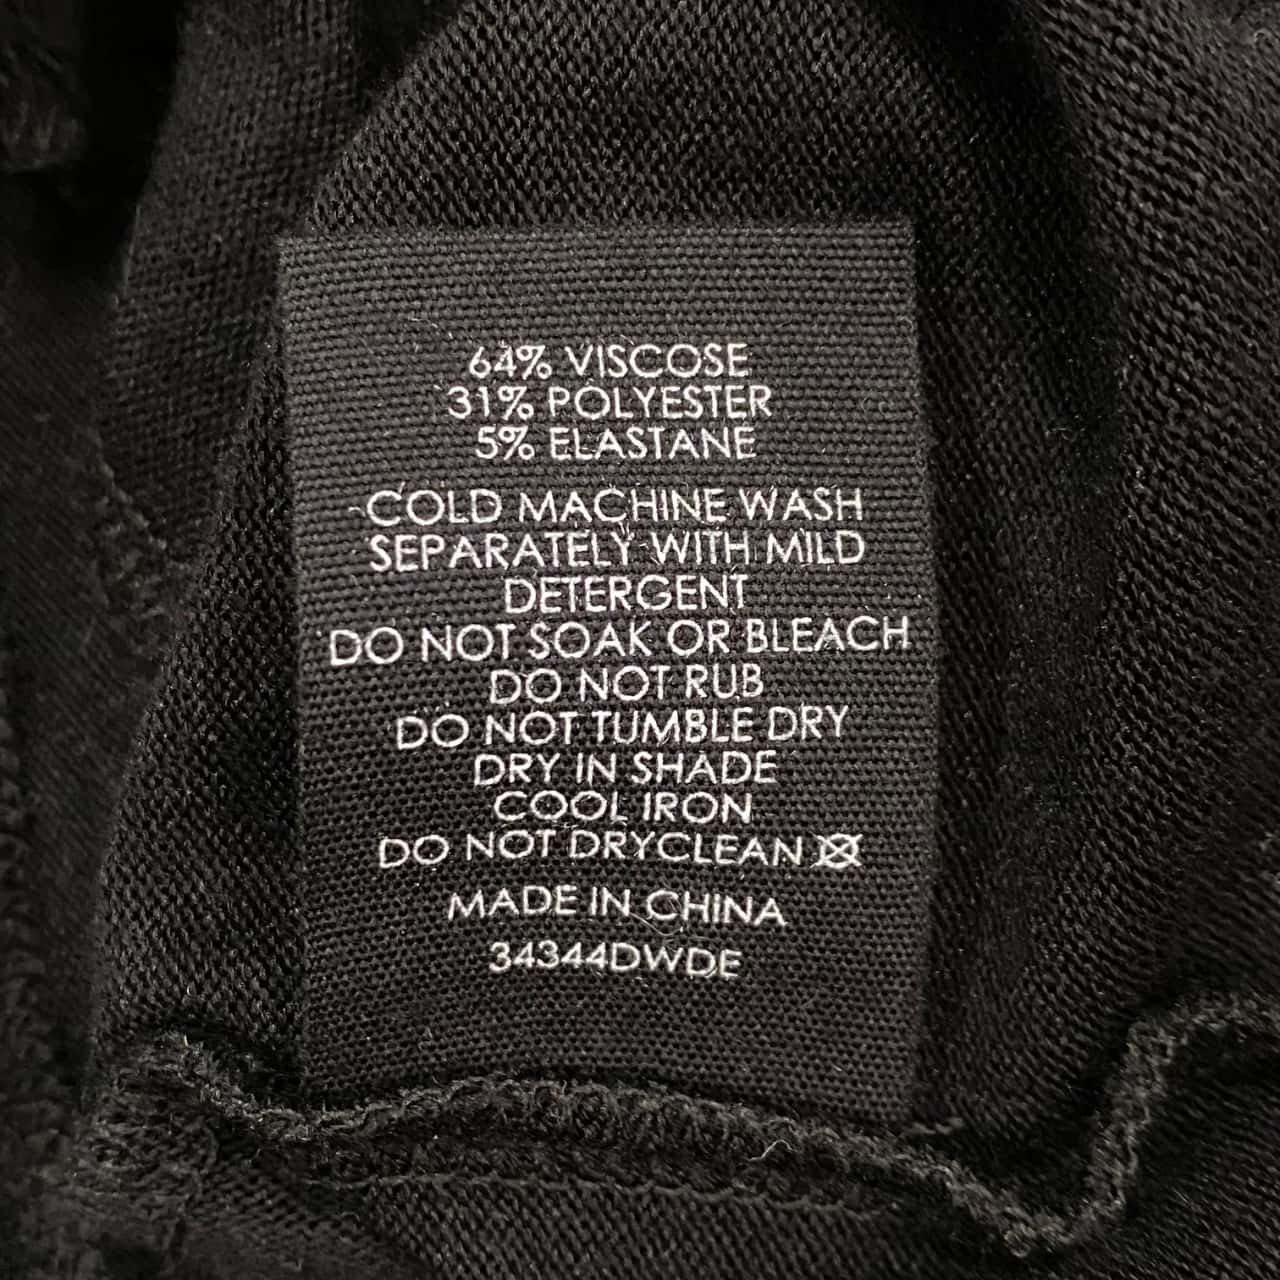 64% VISCOSE
31% POLYESTER
5% ELASTANE
COLD MACHINE WASH
SEPARATELY WITH MILD
DETERGENT
DO NOT SOAK OR BLEACH
DO NOT RUB
DO NOT TUMBLE DRY
DRY IN SHADE
COOL IRON
DO NOT DRYCLEAN
MADE IN CHINA
34344DWDE